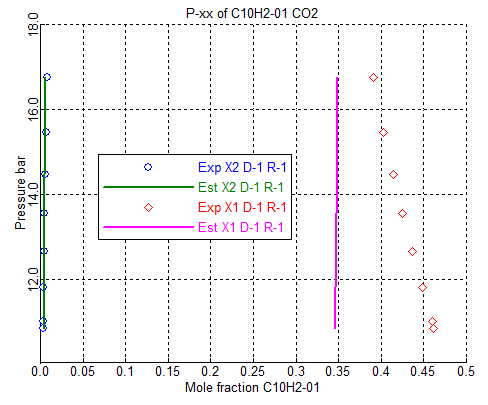 P-xx of C10H2-01 CO2
18.0
16.0
14.0
12.0
Pressure bar
Exp X2 D-1 R-1
Est X2 D-1 R-1
Exp X1 D-1 R-1
Est X1 D-1 R-1
0.0 0.05 0.1 0.15 0.2 0.25 0.3 0.35 0.4 0.45 0.5
Mole fraction C10H2-01